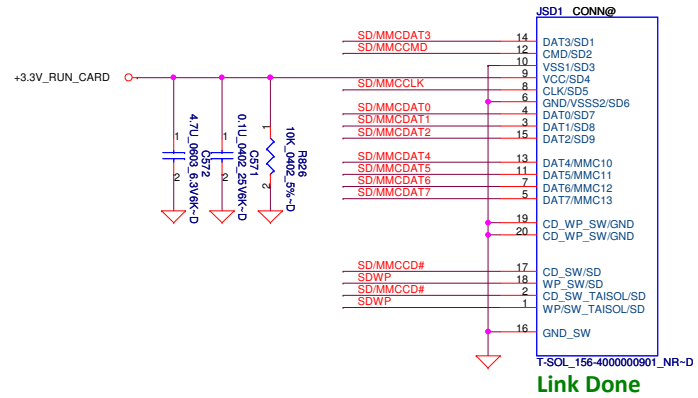 JSD1 CONN@
SD/MMCDAT3 14 DAT3/SD1
SD/MMCCMD 12 CMD/SD2
10 VSS1/SD3
+3.3V_RUN_CARD 9 VCC/SD4
SD/MMCCLK 8 CLK/SD5
6 GND/VSSS2/SD6
SD/MMCDAT0 4 DAT0/SD7
SD/MMCDAT1 3 DAT1/SD8
SD/MMCDAT2 15 DAT2/SD9
SD/MMCDAT4 13 DAT4/MMC10
SD/MMCDAT5 11 DAT5/MMC11
SD/MMCDAT6 7 DAT6/MMC12
SD/MMCDAT7 5 DAT7/MMC13
19 CD_WP_SW/GND
20 CD_WP_SW/GND
SD/MMCCD# 17 CD_SW/SD
SDWP 18 WP_SW/SD
SD/MMCCD# 2 CD_SW_TAISOL/SD
SDWP 1 WP/SW_TAISOL/SD
16 GND_SW
T-SOL_156-4000000901_NR~D
Link Done
1
2
C572
4.7U_0603_6.3V6K~D
1
2
C571
0.1U_0402_25V6K~D
1
2
R826
10K_0402_5%~D